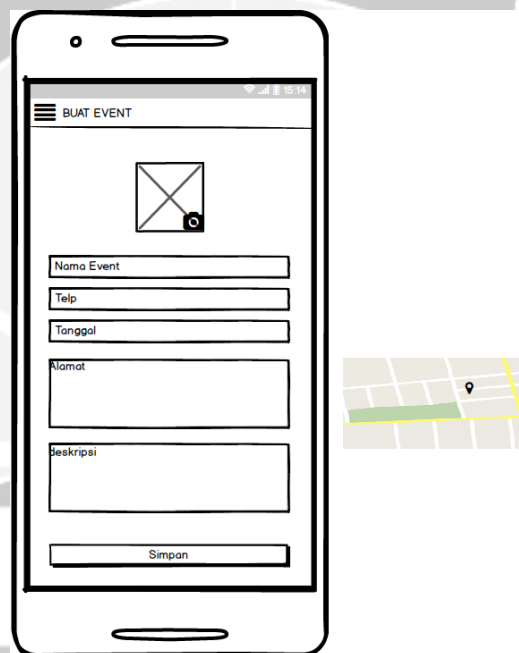 15:14
BUAT EVENT
Nama Event
Telp
Tanggal
Alamat
deskripsi
Simpan